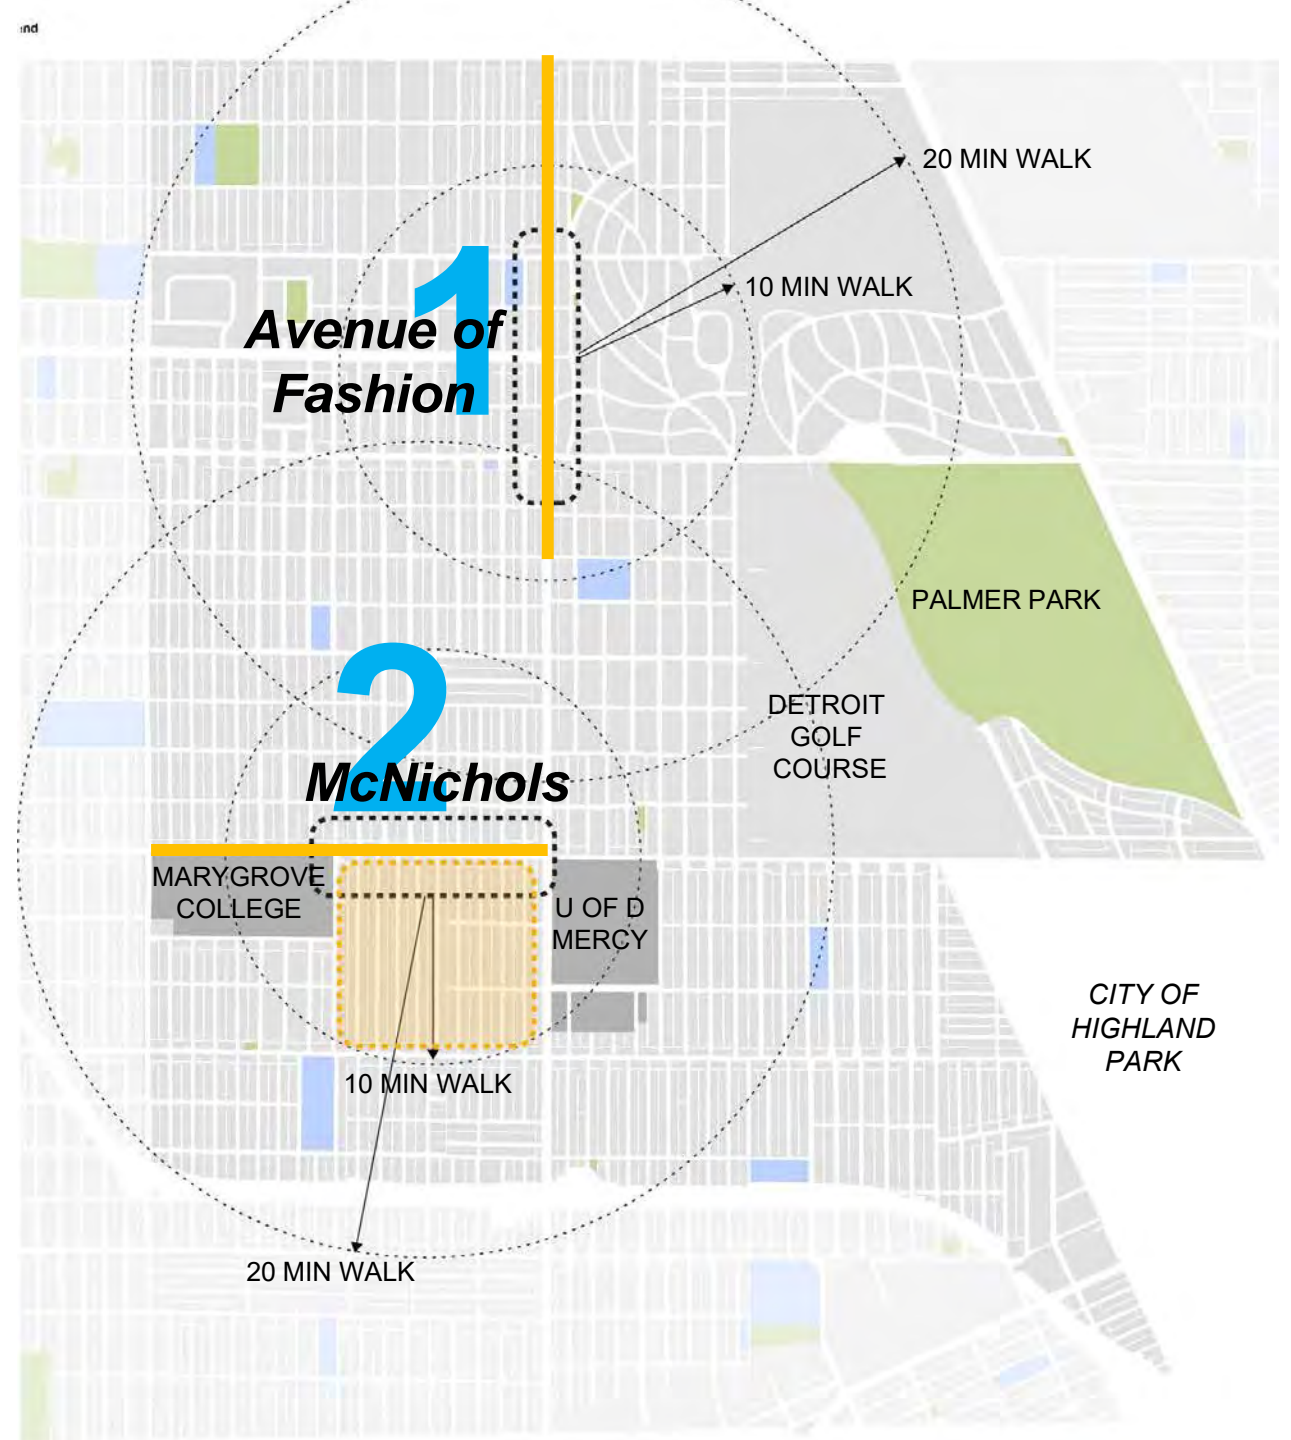 20 MIN WALK
10 MIN WALK
1
Avenue of
Fashion
PALMER PARK
2
McNichols
DETROIT
GOLF
COURSE
MARYGROVE
COLLEGE
U OF D
MERCY
CITY OF
HIGHLAND
PARK
10 MIN WALK
20 MIN WALK